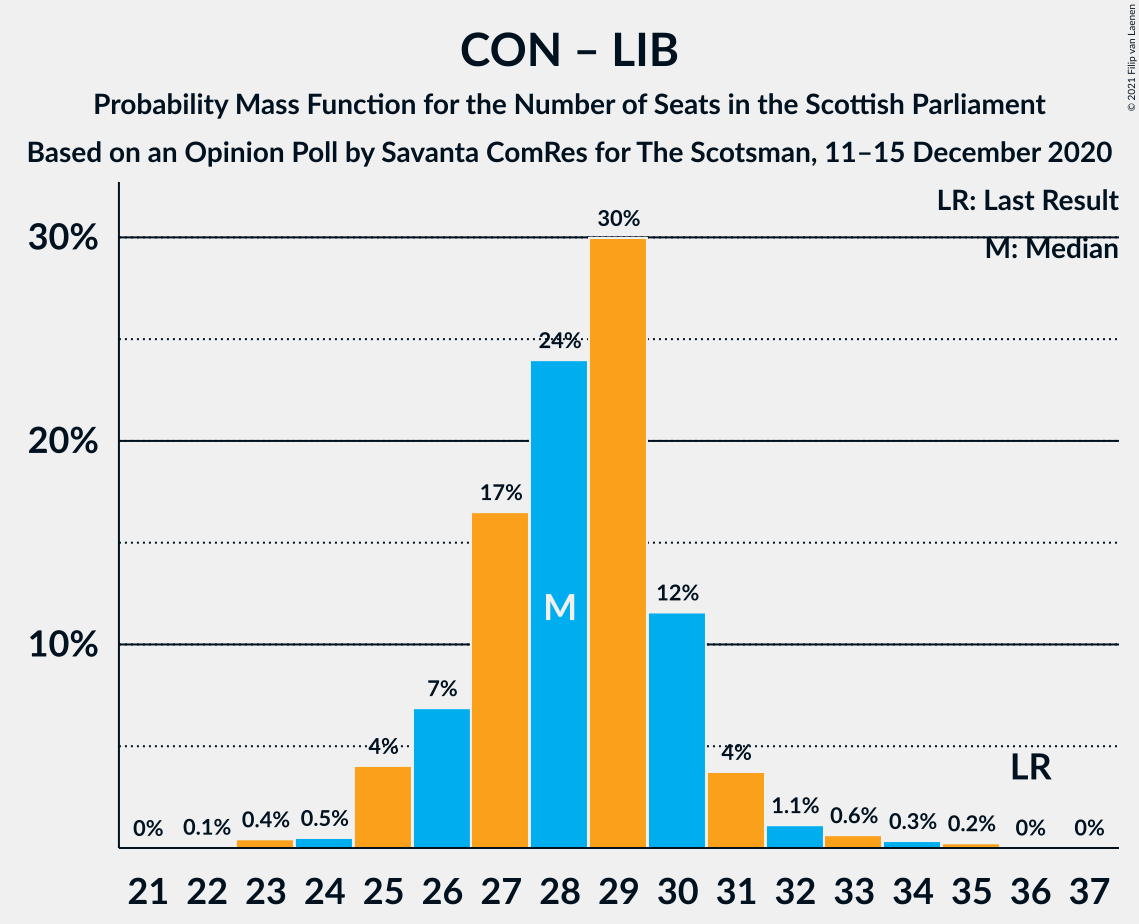 CON – LIB
Probability Mass Function for the Number of Seats in the Scottish Parliament
Based on an Opinion Poll by Savanta ComRes for The Scotsman, 11–15 December 2020
© 2021 Filip van Laenen
LR: Last Result
M: Median
30%
20%
10%
0%
0.1%
0.4%
0.5%
4%
7%
17%
24%
30%
12%
4%
1.1%
0.6%
0.3%
0.2%
0%
0%
M
LR
21 22 23 24 25 26 27 28 29 30 31 32 33 34 35 36 37